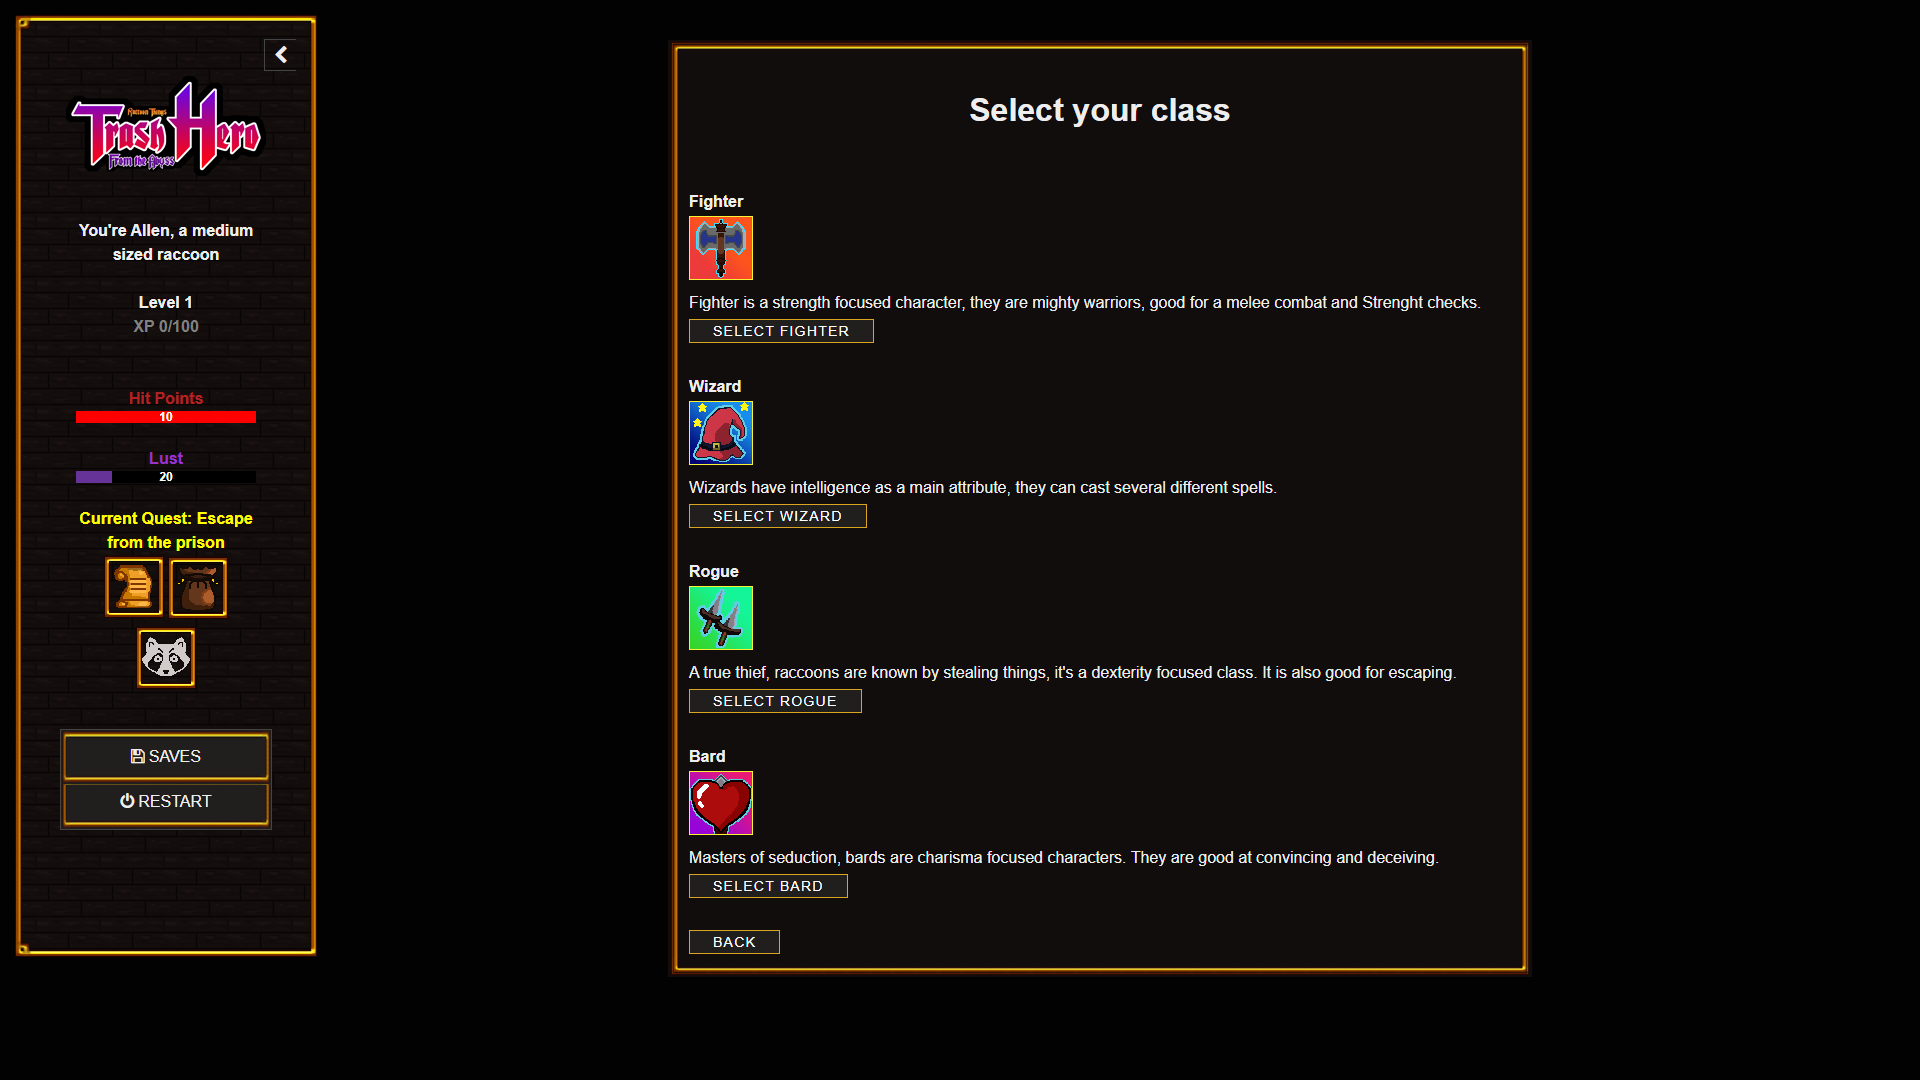 Raccoon Things
Trash Hero
From the Abyss
You're Allen, a medium
sized raccoon
Level 1
XP 0/100
Hit Points
10
Lust
20
Current Quest: Escape
from the prison
SAVES
RESTART
Select your class
Fighter
Fighter is a strength focused character, they are mighty warriors, good for a melee combat and Strenght checks.
SELECT FIGHTER
Wizard
Wizards have intelligence as a main attribute, they can cast several different spells.
SELECT WIZARD
Rogue
A true thief, raccoons are known by stealing things, it's a dexterity focused class. It is also good for escaping.
SELECT ROGUE
Bard
Masters of seduction, bards are charisma focused characters. They are good at convincing and deceiving.
SELECT BARD
BACK